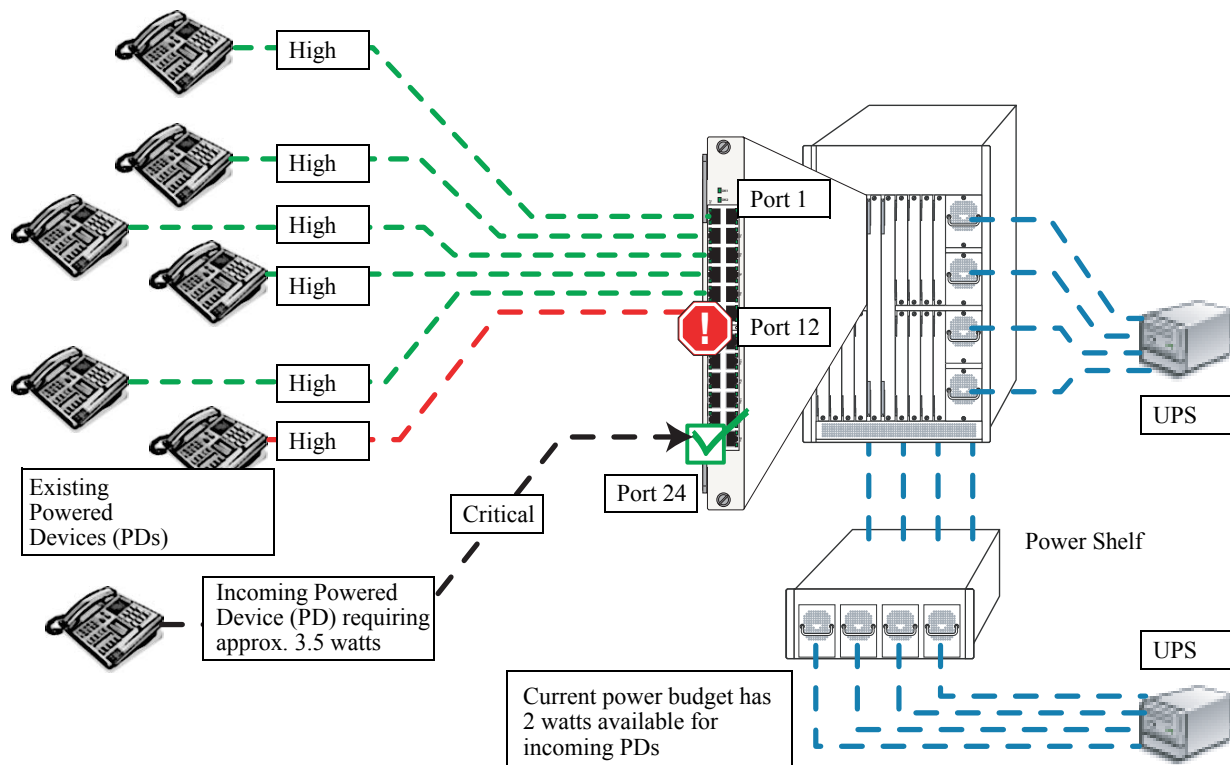 High
High
High
High
High
High
Existing
Powered
Devices (PDs)
Port 1
Port 12
!
Port 24
Critical
Incoming Powered
Device (PD) requiring
approx. 3.5 watts
UPS
Power Shelf
Current power budget has
2 watts available for
incoming PDs
UPS